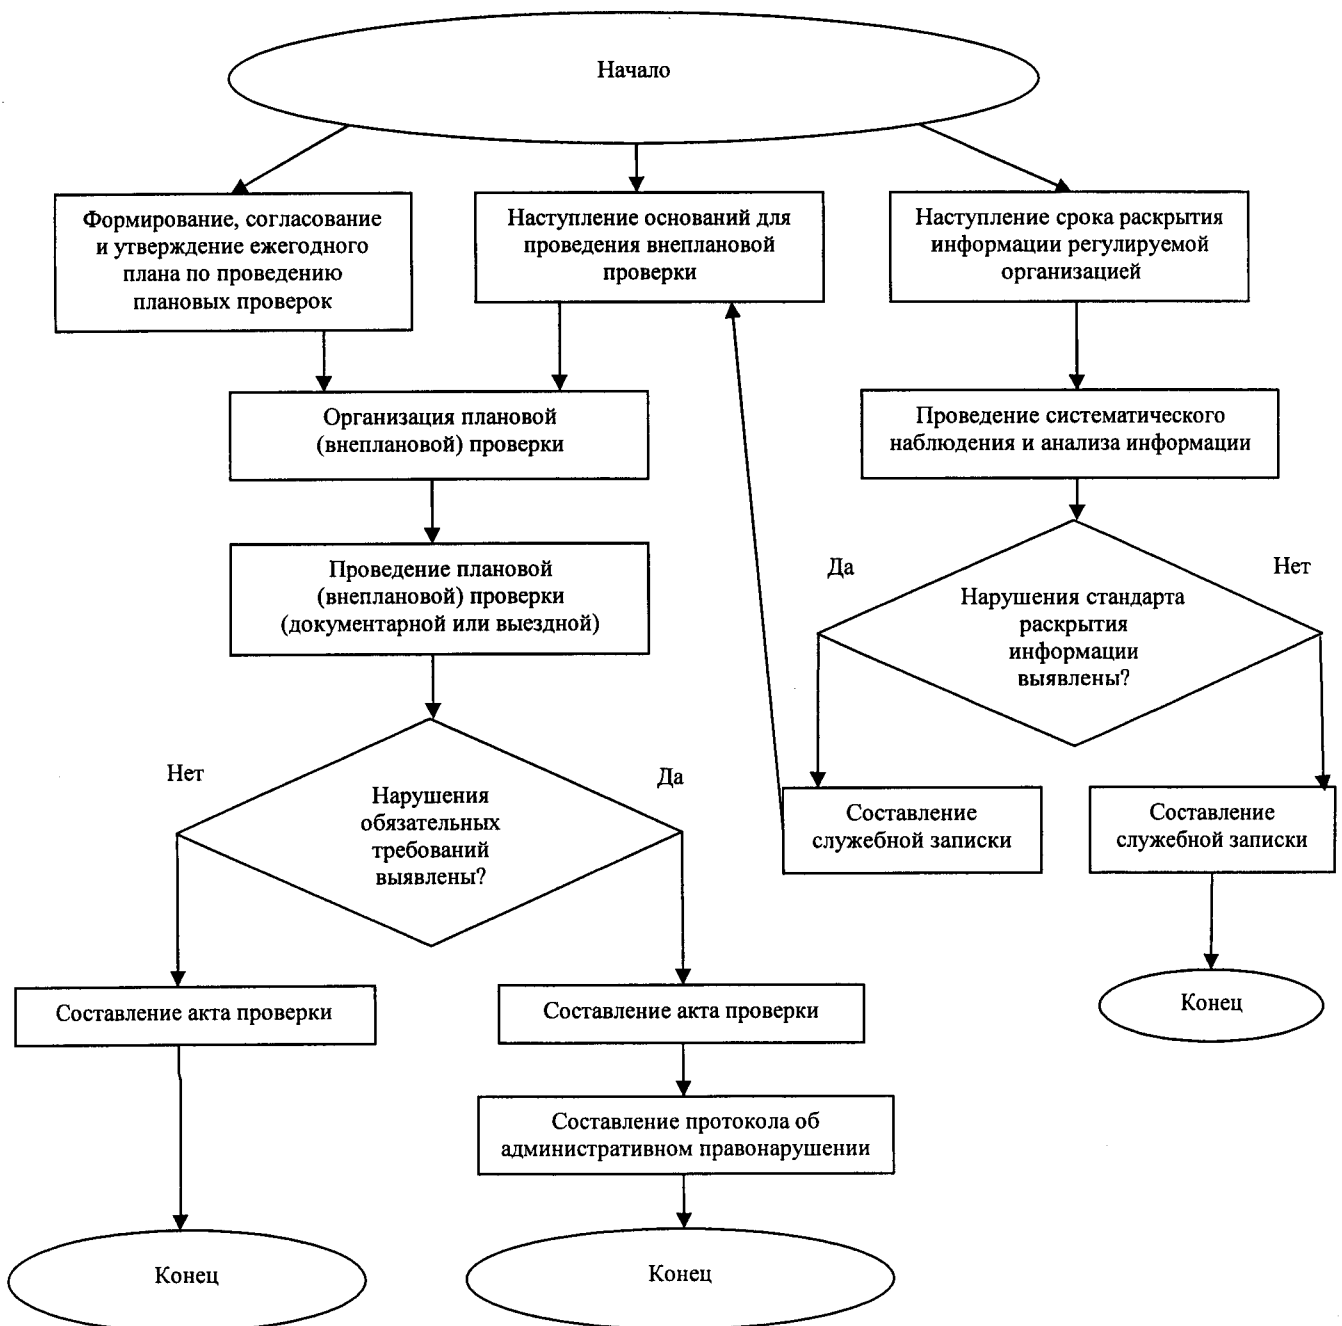 Начало
Формирование, согласование
и утверждение ежегодного
плана по проведению
плановых проверок
Наступление оснований для
проведения внеплановой
проверки
Наступление срока раскрытия
информации регулируемой
организацией
Организация плановой
(внеплановой) проверки
Проведение систематического
наблюдения и анализа информации
Проведение плановой
(внеплановой) проверки
(документарной или выездной)
Да
Нет
Нарушения стандарта
раскрытия
информации
выявлены?
Нет
Да
Нарушения
обязательных
требований
выявлены?
Составление
служебной записки
Составление
служебной записки
Составление акта проверки
Составление акта проверки
Конец
Составление протокола об
административном правонарушении
Конец
Конец